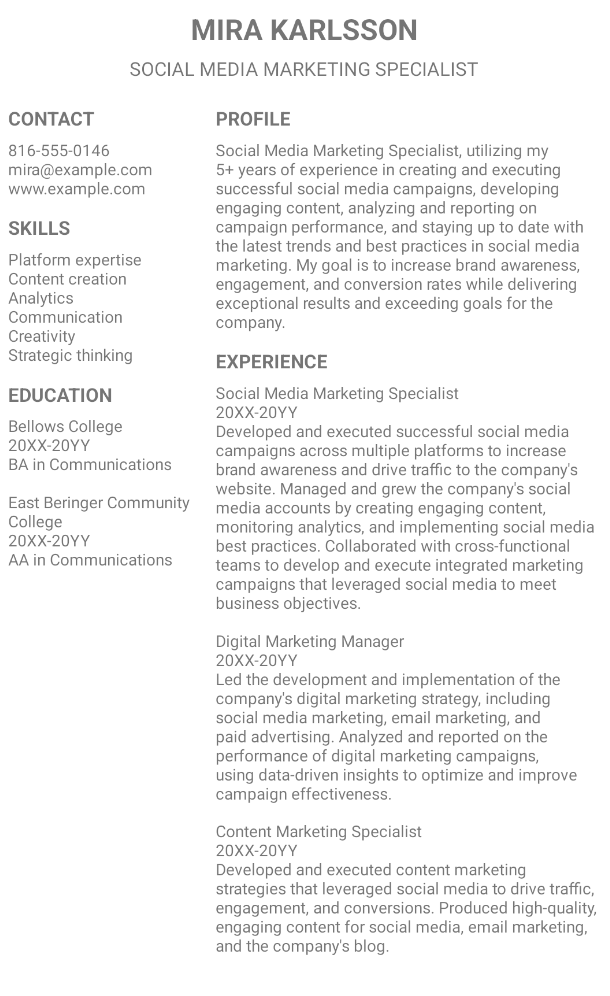 MIRA KARLSSON
SOCIAL MEDIA MARKETING SPECIALIST
CONTACT
816-555-0146
mira@example.com
www.example.com
SKILLS
Platform expertise
Content creation
Analytics
Communication
Creativity
Strategic thinking
EDUCATION
Bellows College
20XX-20YY
BA in Communications
East Beringer Community
College
20XX-20YY
AA in Communications
PROFILE
Social Media Marketing Specialist, utilizing my
5+ years of experience in creating and executing
successful social media campaigns, developing
engaging content, analyzing and reporting on
campaign performance, and staying up to date with
the latest trends and best practices in social media
marketing. My goal is to increase brand awareness,
engagement, and conversion rates while delivering
exceptional results and exceeding goals for the
company.
EXPERIENCE
Social Media Marketing Specialist
20XX-20YY
Developed and executed successful social media
campaigns across multiple platforms to increase
brand awareness and drive traffic to the company's
website. Managed and grew the company's social
media accounts by creating engaging content,
monitoring analytics, and implementing social media
best practices. Collaborated with cross-functional
teams to develop and execute integrated marketing
campaigns that leveraged social media to meet
business objectives.
Digital Marketing Manager
20XX-20YY
Led the development and implementation of the
company's digital marketing strategy, including
social media marketing, email marketing, and
paid advertising. Analyzed and reported on the
performance of digital marketing campaigns,
using data-driven insights to optimize and improve
campaign effectiveness.
Content Marketing Specialist
20XX-20YY
Developed and executed content marketing
strategies that leveraged social media to drive traffic,
engagement, and conversions. Produced high-quality,
engaging content for social media, email marketing,
and the company's blog.